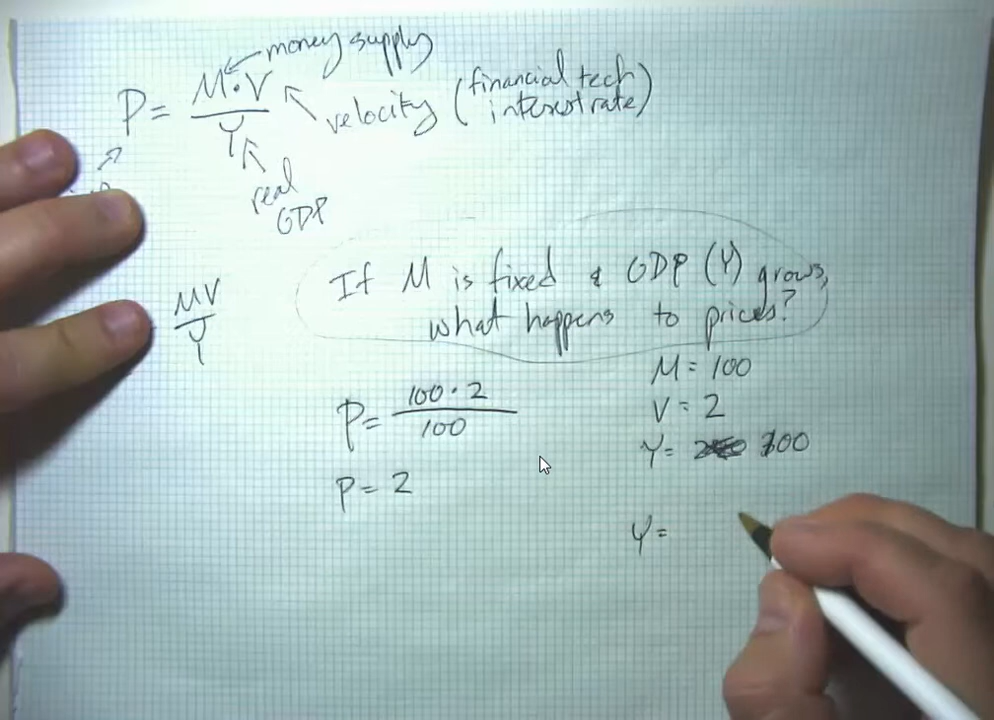 money supply
P = M·V / Y
velocity (financial tech
interest rate)
real
GDP
If M is fixed & GDP (Y) grows,
what happens to prices?
MV / Y
M = 100
P = 100 · 2 / 100
V = 2
Y = 100
P = 2
Y =